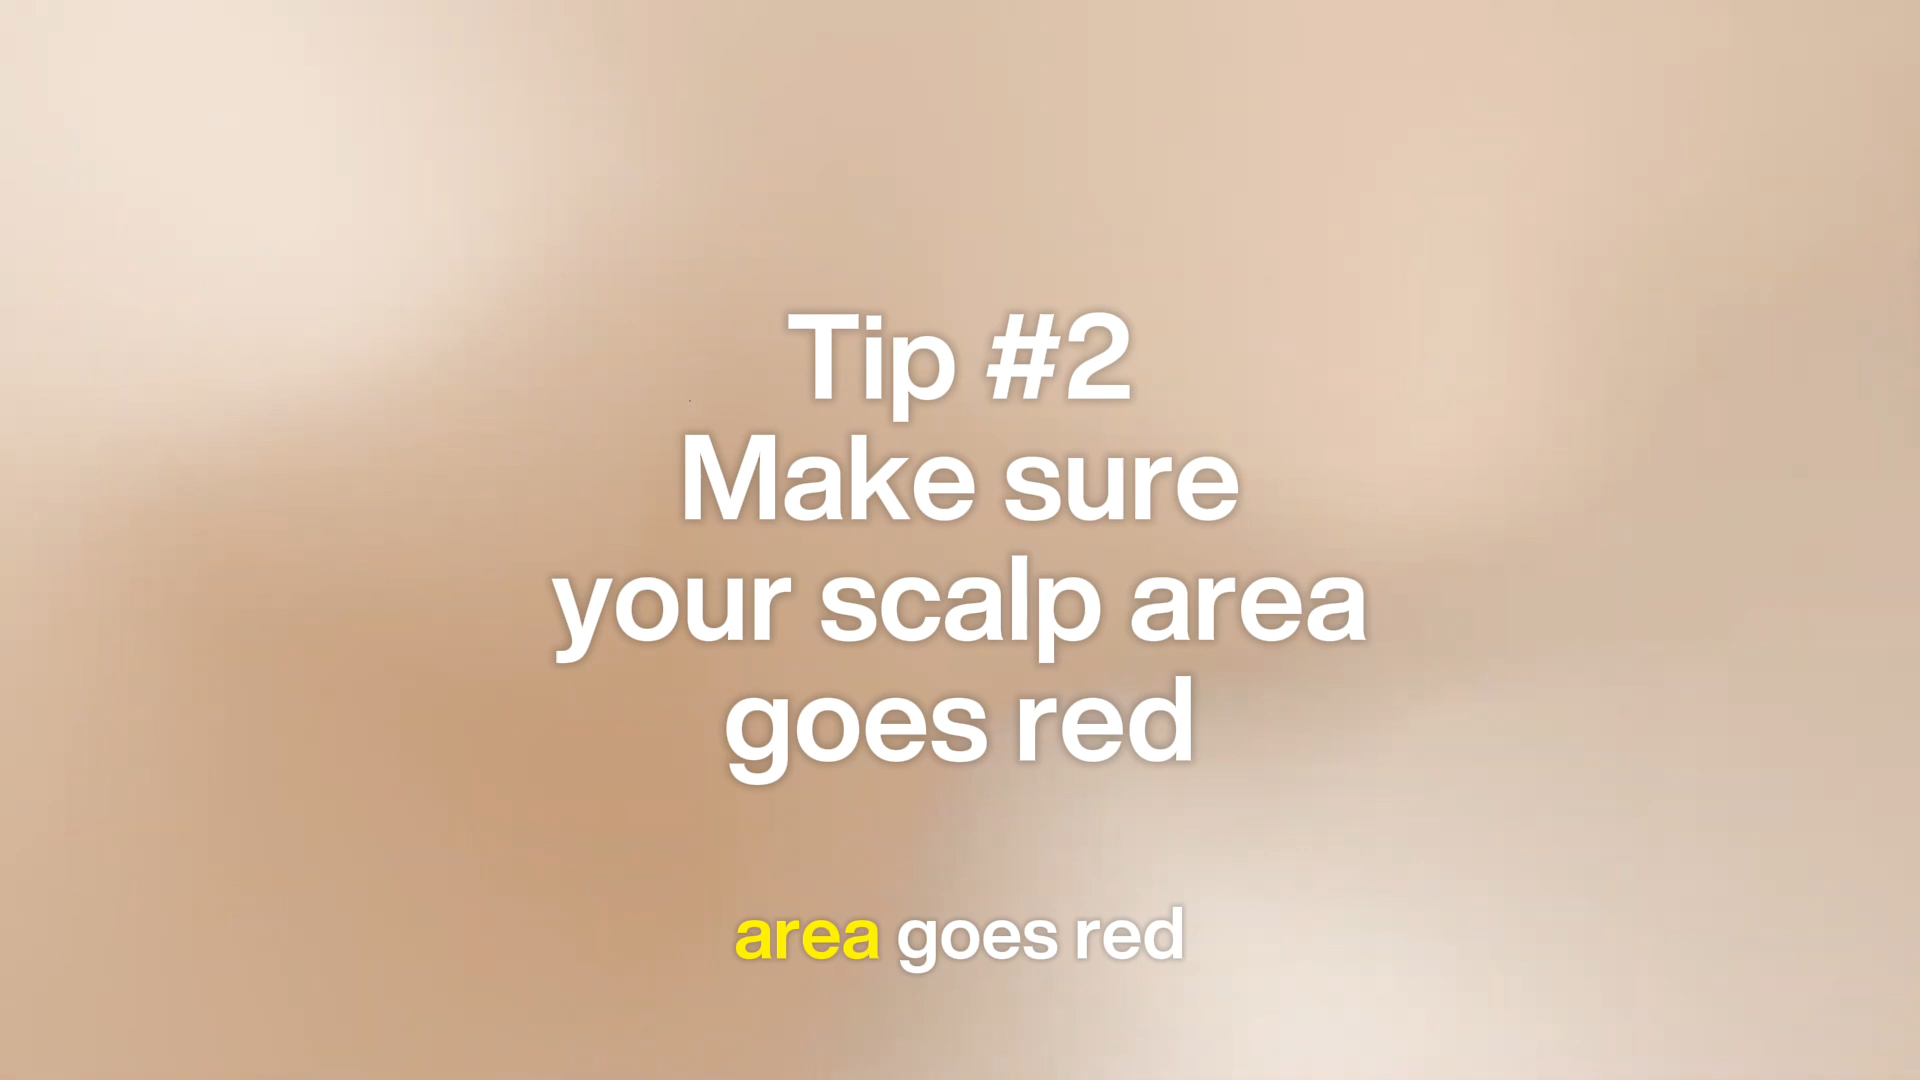 Tip #2
Make sure
your scalp area
goes red
area goes red